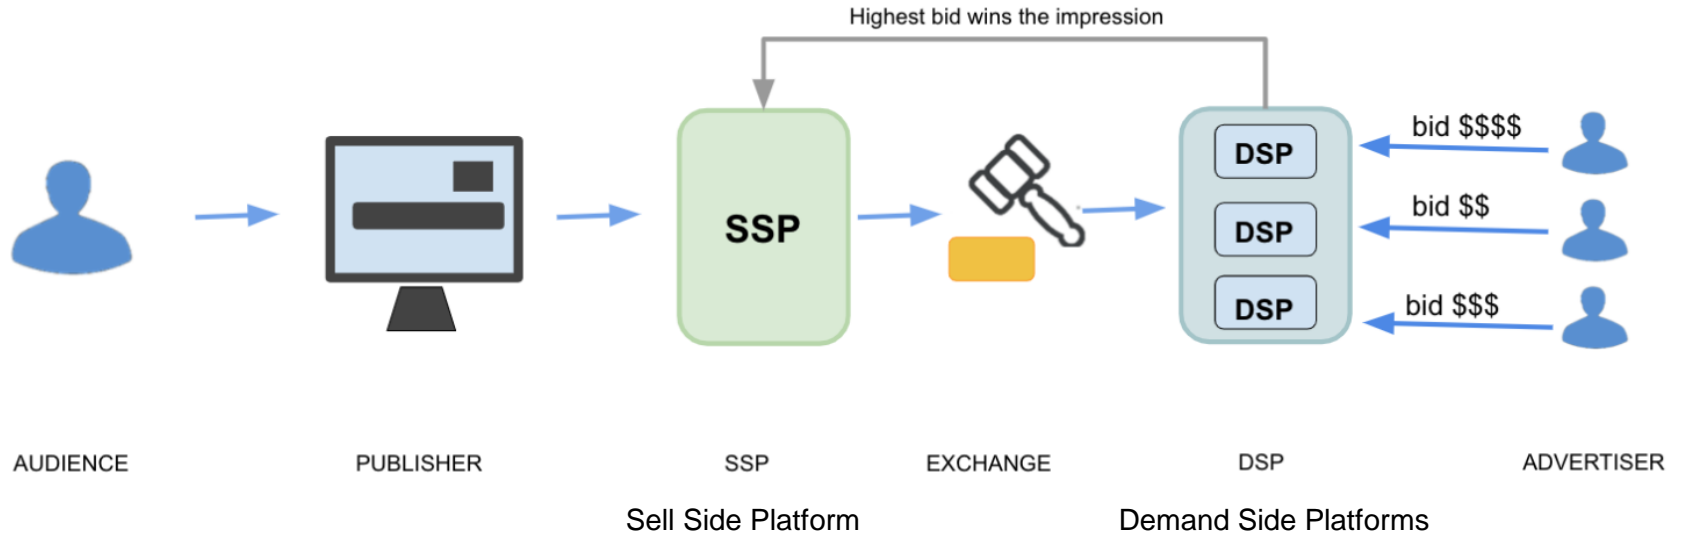 Highest bid wins the impression
SSP
DSP
DSP
DSP
bid $$$$
bid $$
bid $$$
AUDIENCE
PUBLISHER
SSP
EXCHANGE
DSP
ADVERTISER
Sell Side Platform
Demand Side Platforms